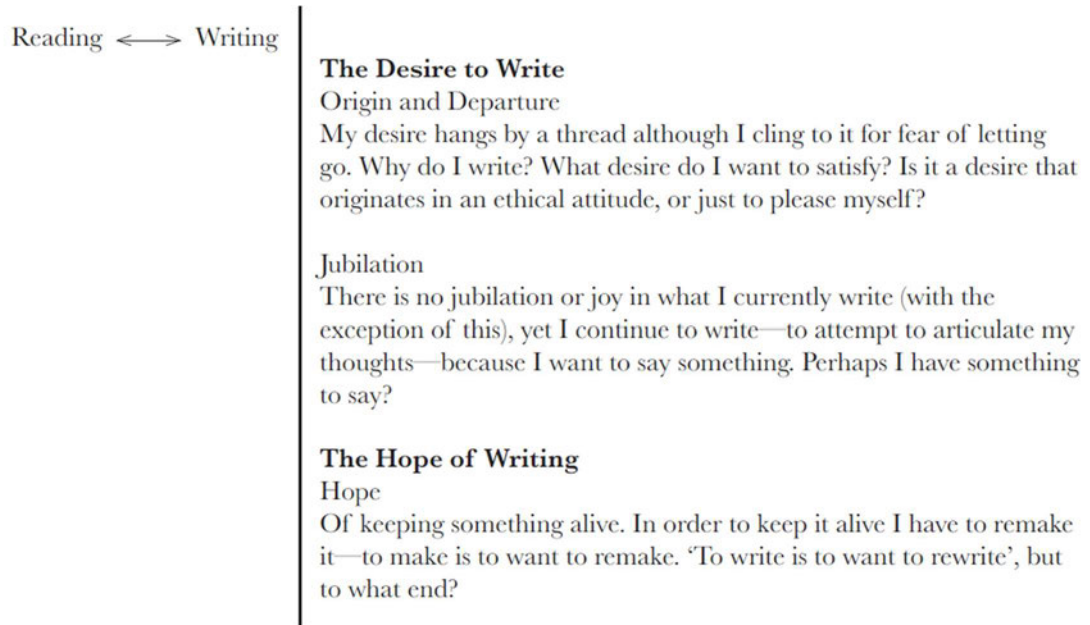 Reading ⟷ Writing
The Desire to Write
Origin and Departure
My desire hangs by a thread although I cling to it for fear of letting
go. Why do I write? What desire do I want to satisfy? Is it a desire that
originates in an ethical attitude, or just to please myself?
Jubilation
There is no jubilation or joy in what I currently write (with the
exception of this), yet I continue to write—to attempt to articulate my
thoughts—because I want to say something. Perhaps I have something
to say?
The Hope of Writing
Hope
Of keeping something alive. In order to keep it alive I have to remake
it—to make is to want to remake. ‘To write is to want to rewrite’, but
to what end?